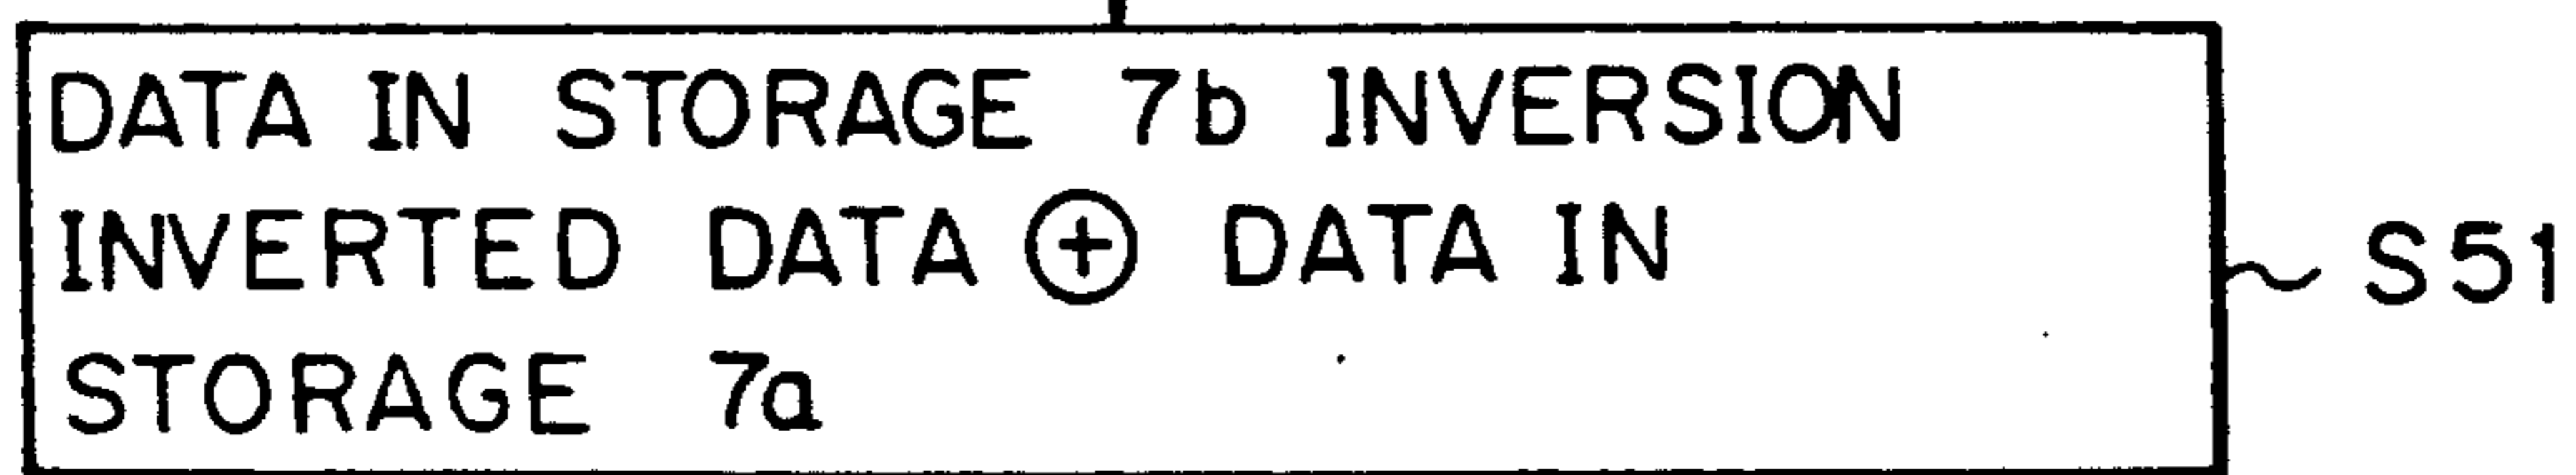 DATA IN STORAGE 7b INVERSION
INVERTED DATA ⊕ DATA IN
STORAGE 7a
S51